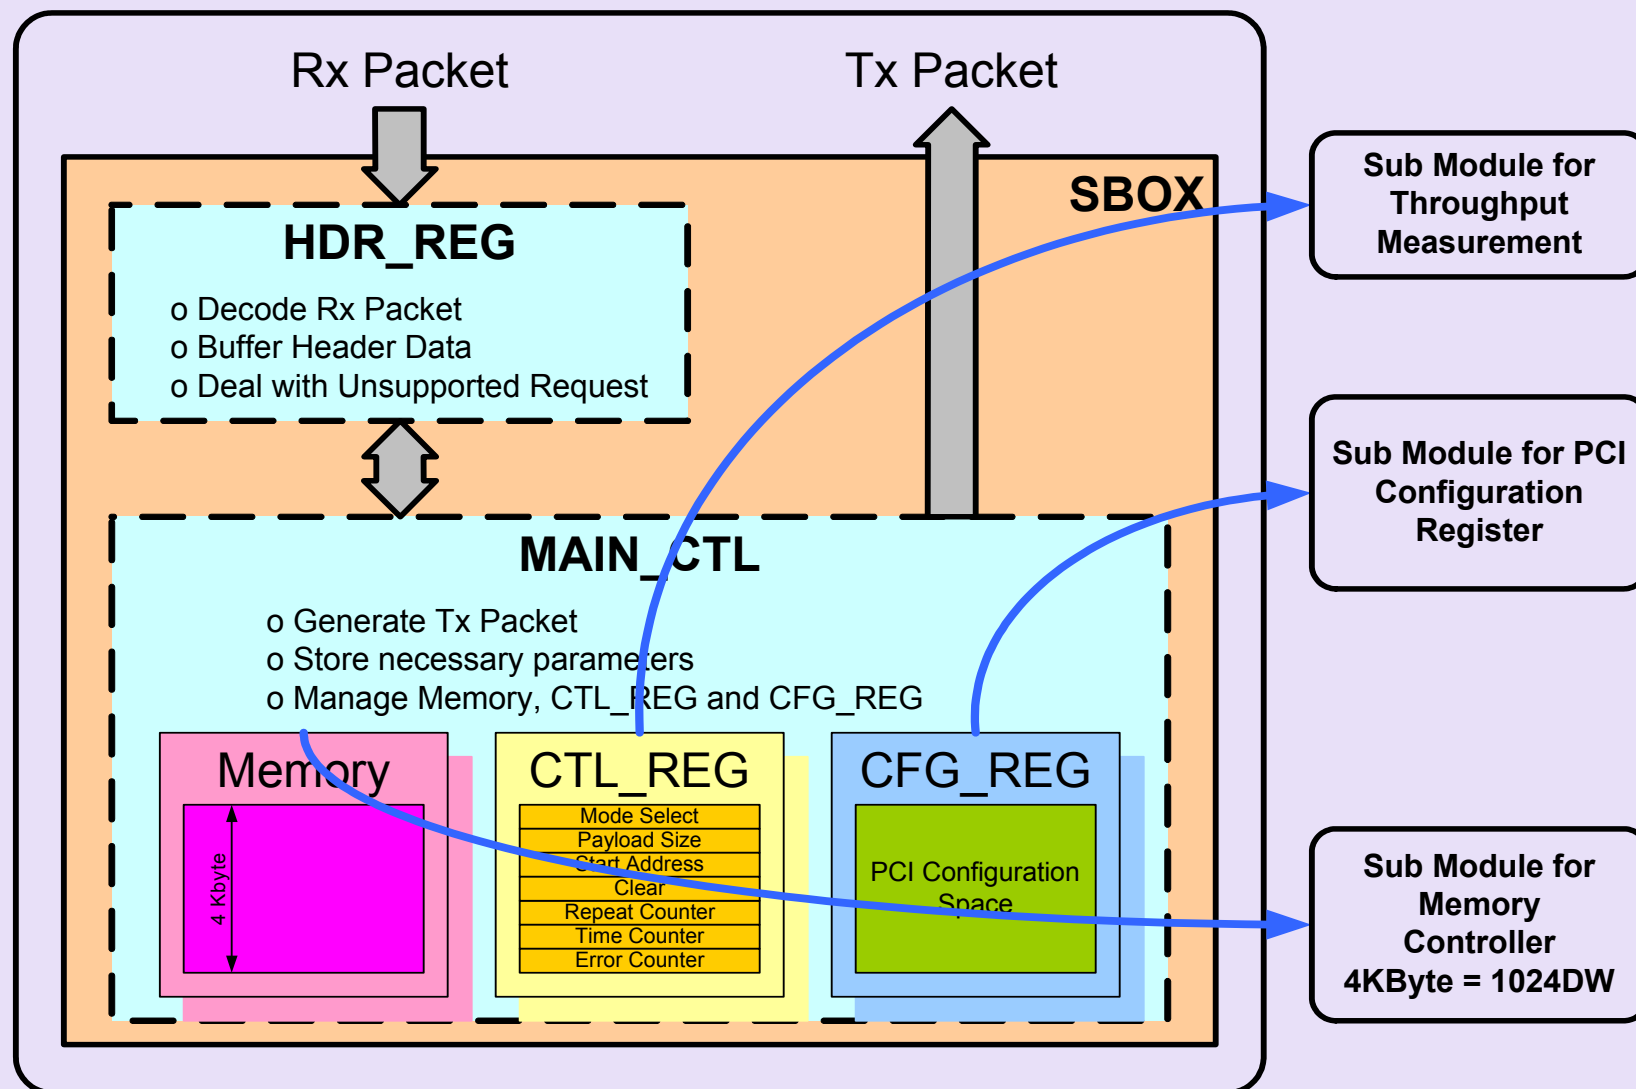 Rx Packet
Tx Packet
SBOX
HDR_REG
o Decode Rx Packet
o Buffer Header Data
o Deal with Unsupported Request
MAIN_CTL
o Generate Tx Packet
o Store necessary parameters
o Manage Memory, CTL_REG and CFG_REG
Memory
4 Kbyte
CTL_REG
Mode Select
Payload Size
Start Address
Clear
Repeat Counter
Time Counter
Error Counter
CFG_REG
PCI Configuration
Space
Sub Module for
Throughput
Measurement
Sub Module for PCI
Configuration
Register
Sub Module for
Memory
Controller
4KByte = 1024DW